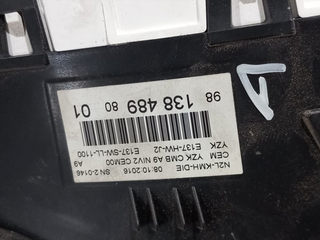 N2L-KMH-DIE
CEM YZK CMB A9 NIV2 CEM00
YZK E137-HW-J2
08.10.2016 SN 2-0146
E137-SW-LL-1100 A9
98 138 489 80 01